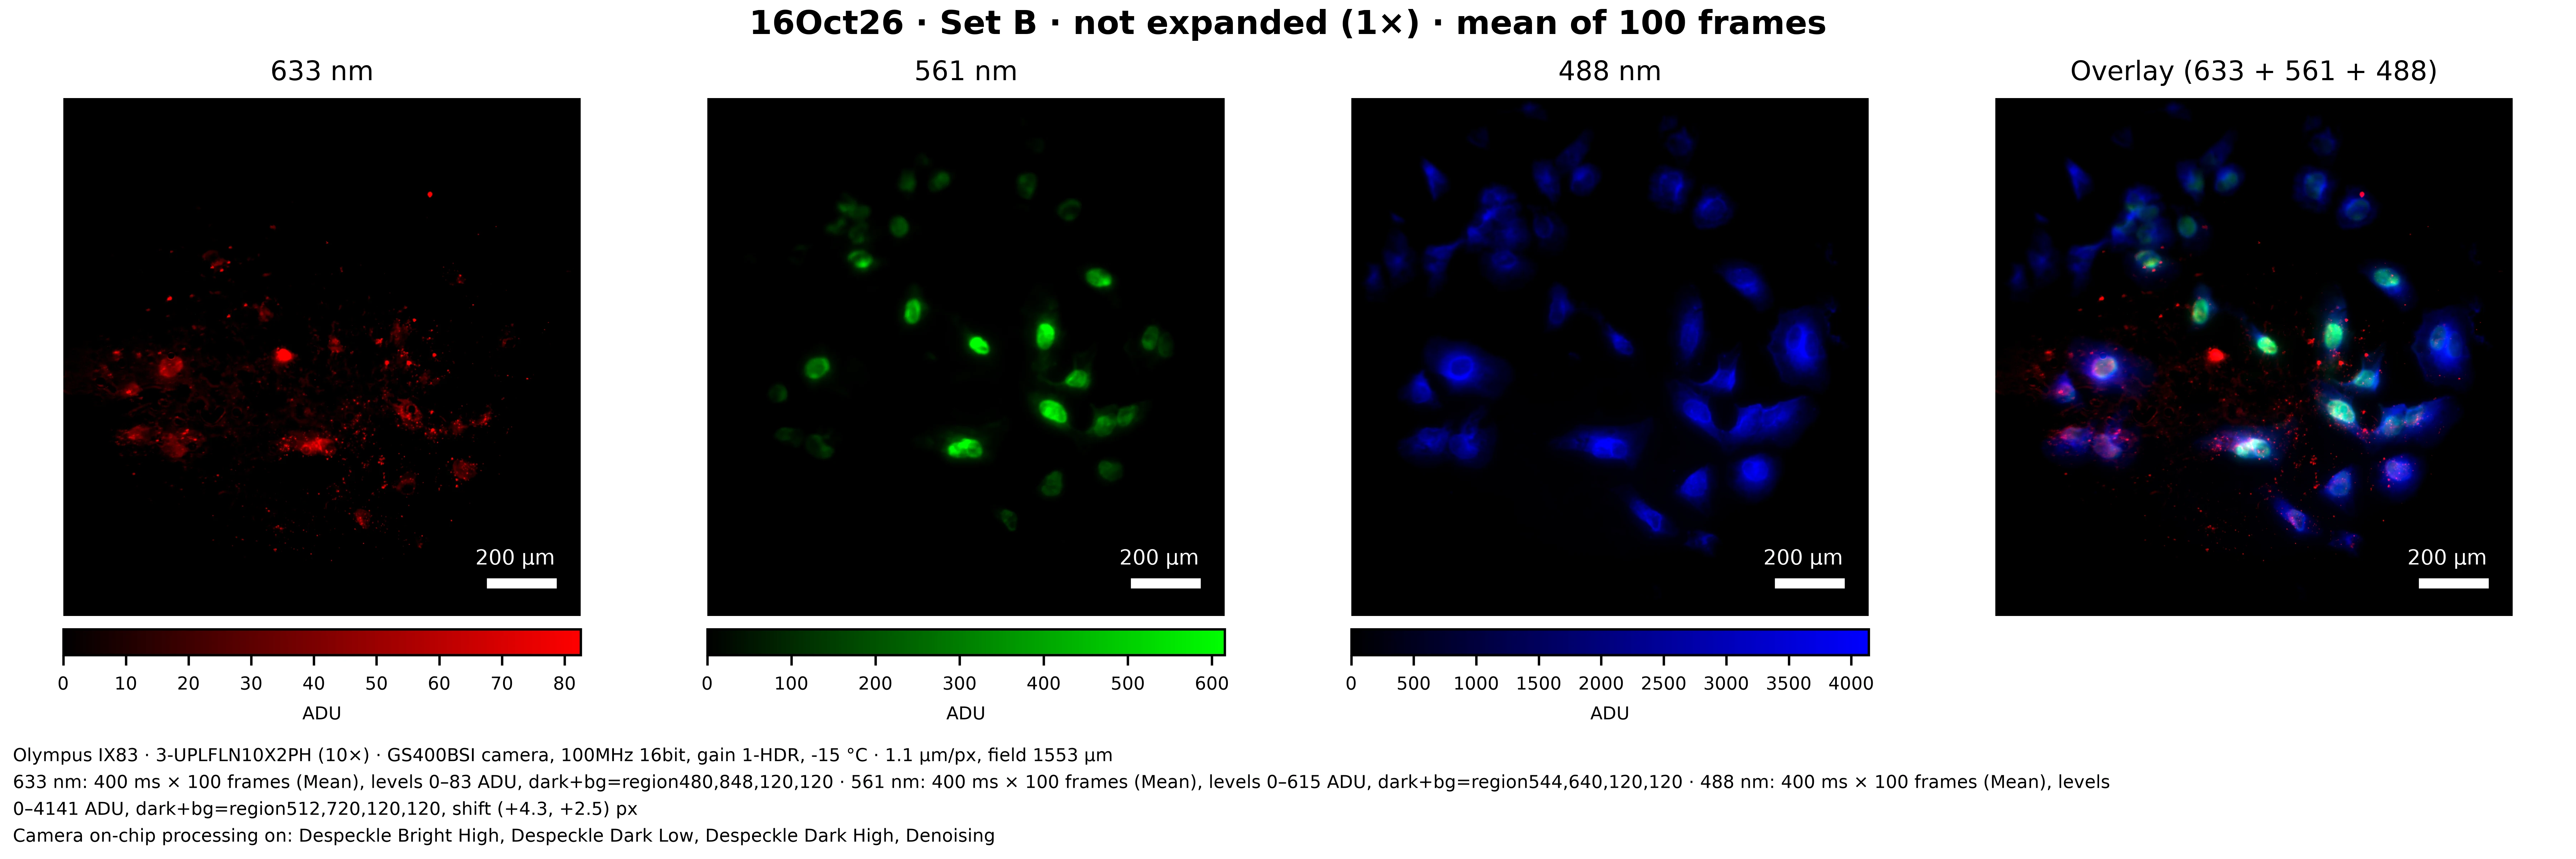 16Oct26 · Set B · not expanded (1×) · mean of 100 frames
633 nm
561 nm
488 nm
Overlay (633 + 561 + 488)
200 µm
200 µm
200 µm
200 µm
0 10 20 30 40 50 60 70 80
ADU
0 100 200 300 400 500 600
ADU
0 500 1000 1500 2000 2500 3000 3500 4000
ADU
Olympus IX83 · 3-UPLFLN10X2PH (10×) · GS400BSI camera, 100MHz 16bit, gain 1-HDR, -15 °C · 1.1 µm/px, field 1553 µm
633 nm: 400 ms × 100 frames (Mean), levels 0–83 ADU, dark+bg=region480,848,120,120 · 561 nm: 400 ms × 100 frames (Mean), levels 0–615 ADU, dark+bg=region544,640,120,120 · 488 nm: 400 ms × 100 frames (Mean), levels
0–4141 ADU, dark+bg=region512,720,120,120, shift (+4.3, +2.5) px
Camera on-chip processing on: Despeckle Bright High, Despeckle Dark Low, Despeckle Dark High, Denoising